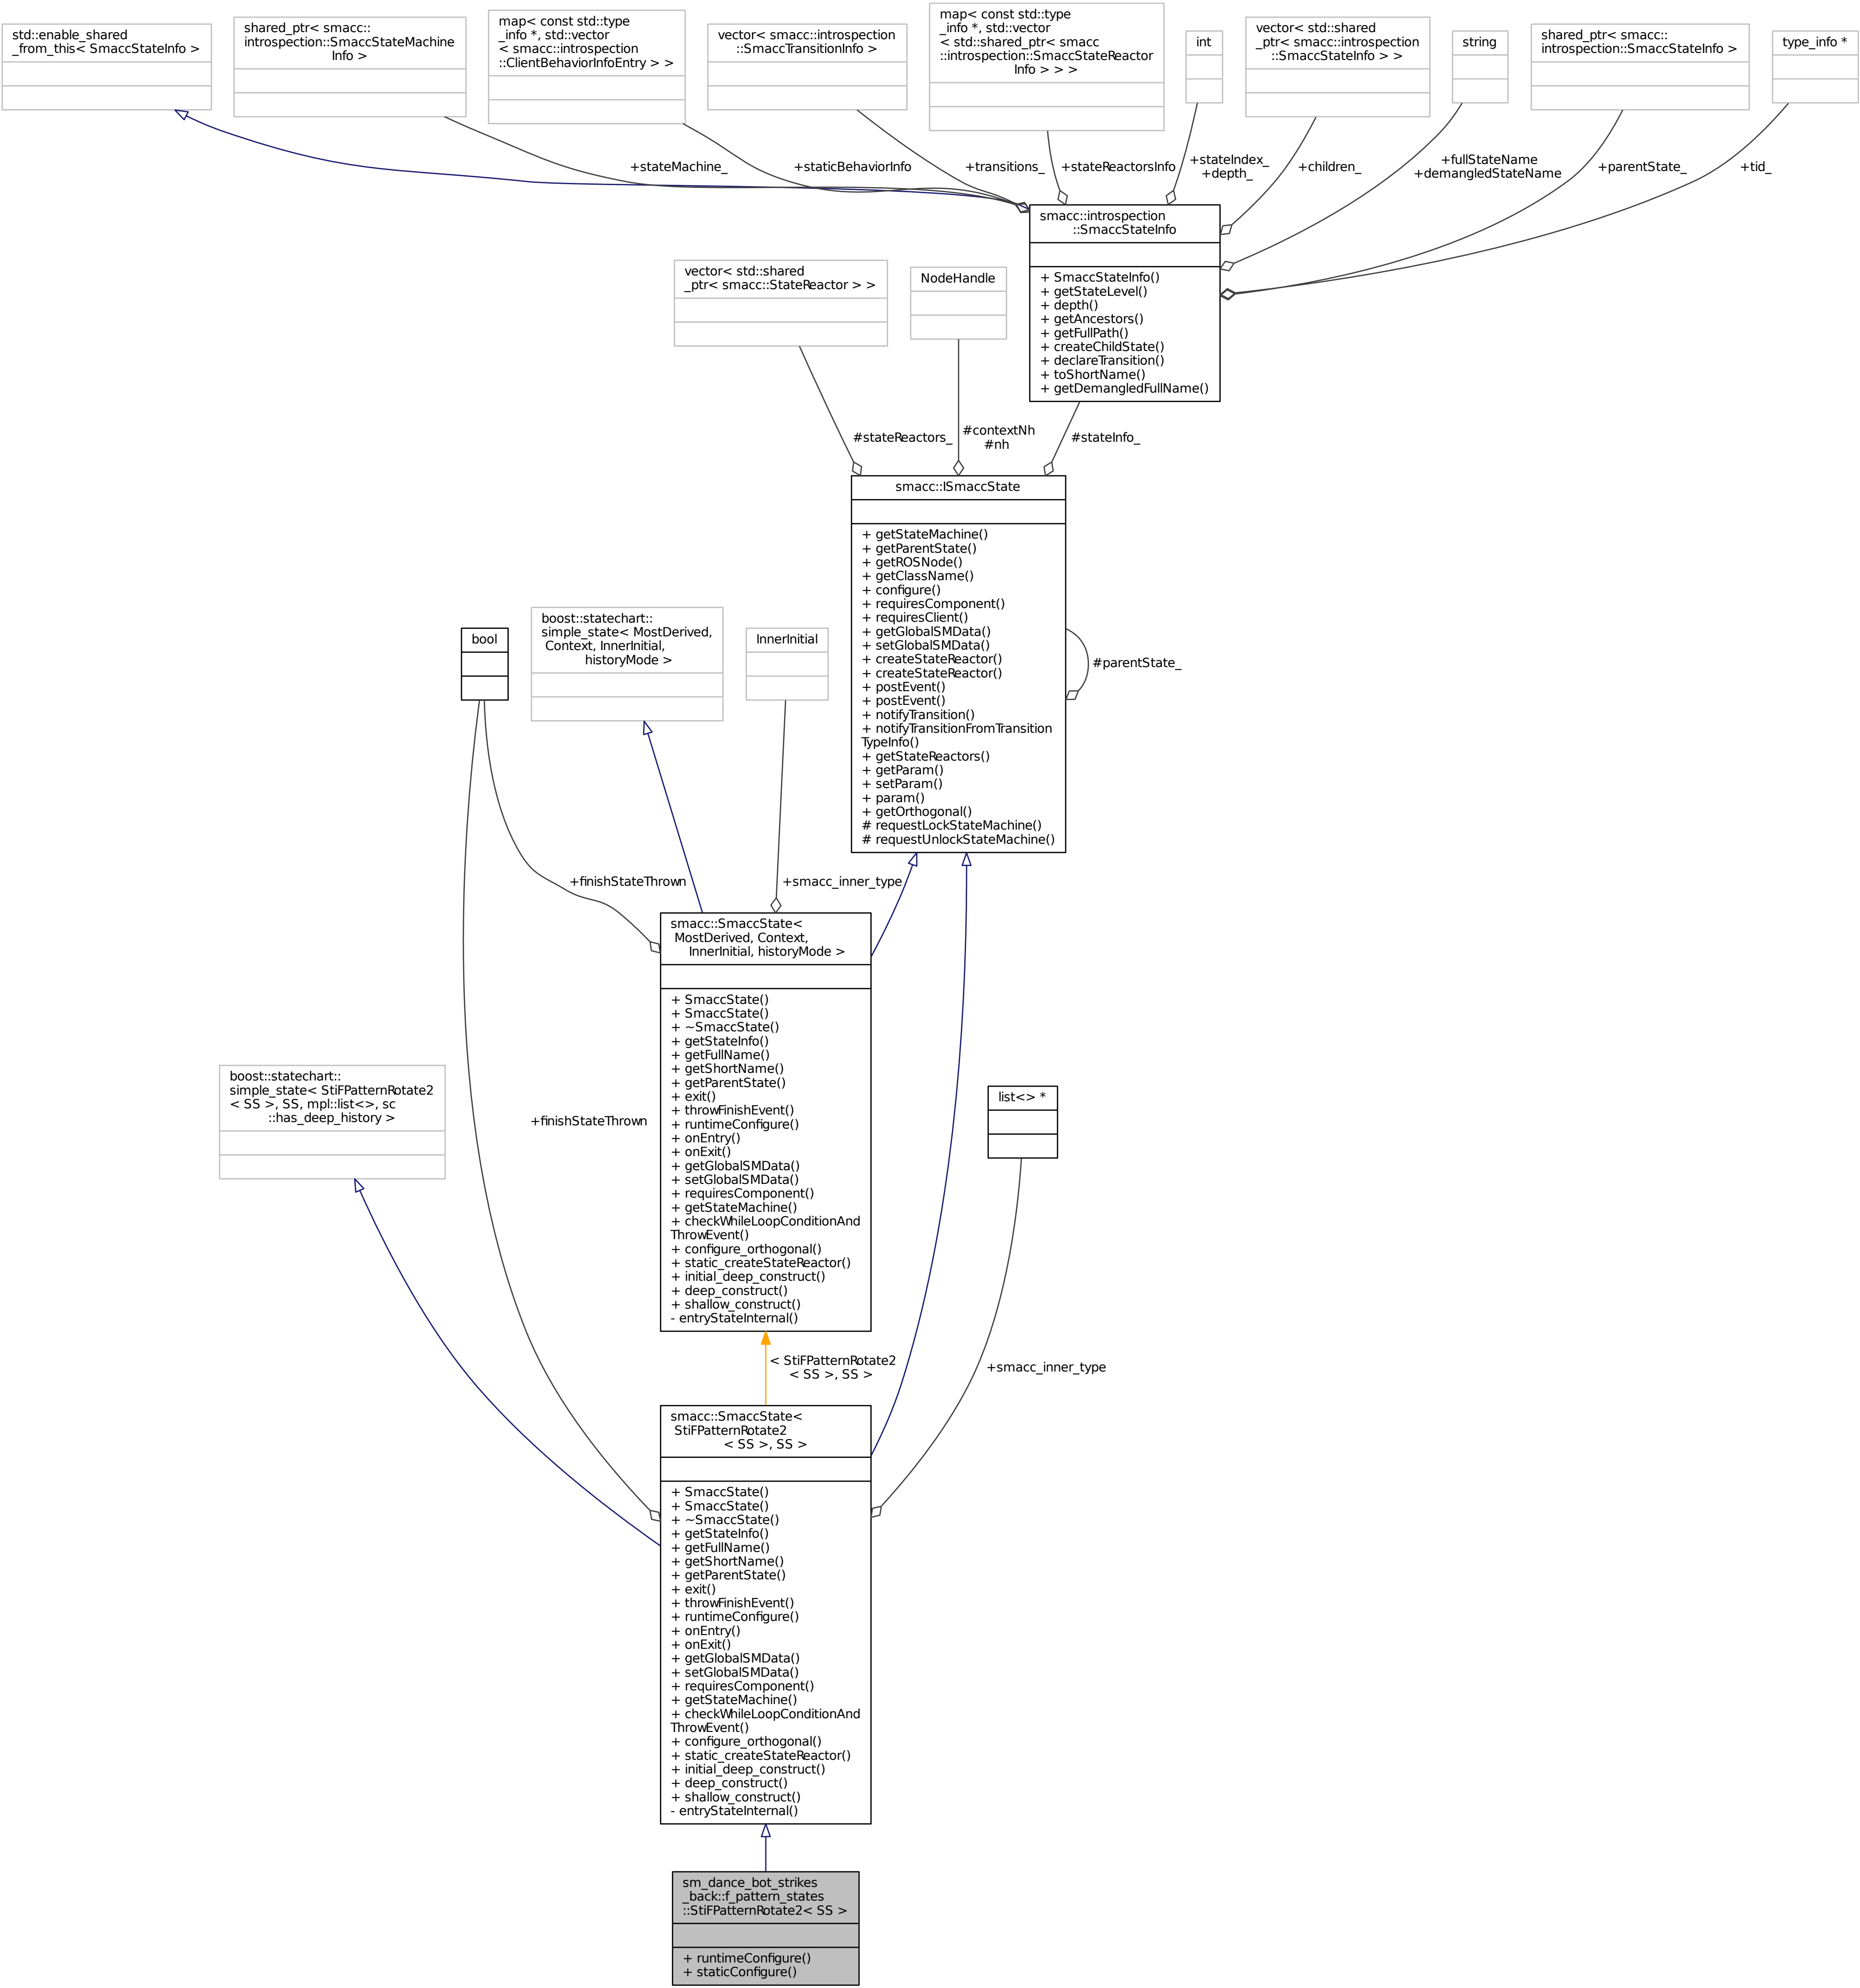 std::enable_shared
_from_this< SmaccStateInfo >
shared_ptr< smacc::
introspection::SmaccStateMachine
Info >
map< const std::type
_info *, std::vector
< smacc::introspection
::ClientBehaviorInfoEntry > >
vector< smacc::introspection
::SmaccTransitionInfo >
map< const std::type
_info *, std::vector
< std::shared_ptr< smacc
::introspection::SmaccStateReactor
Info > > >
int
vector< std::shared
_ptr< smacc::introspection
::SmaccStateInfo > >
string
shared_ptr< smacc::
introspection::SmaccStateInfo >
type_info *
+stateMachine_
+staticBehaviorInfo
+transitions_
+stateReactorsInfo
+stateIndex_
+depth_
+children_
+fullStateName
+demangledStateName
+parentState_
+tid_
smacc::introspection
::SmaccStateInfo
+ SmaccStateInfo()
+ getStateLevel()
+ depth()
+ getAncestors()
+ getFullPath()
+ createChildState()
+ declareTransition()
+ toShortName()
+ getDemangledFullName()
vector< std::shared
_ptr< smacc::StateReactor > >
NodeHandle
#stateReactors_
#contextNh
#nh
#stateInfo_
smacc::ISmaccState
+ getStateMachine()
+ getParentState()
+ getROSNode()
+ getClassName()
+ configure()
+ requiresComponent()
+ requiresClient()
+ getGlobalSMData()
+ setGlobalSMData()
+ createStateReactor()
+ createStateReactor()
+ postEvent()
+ postEvent()
+ notifyTransition()
+ notifyTransitionFromTransition
TypeInfo()
+ getStateReactors()
+ getParam()
+ setParam()
+ param()
+ getOrthogonal()
# requestLockStateMachine()
# requestUnlockStateMachine()
#parentState_
bool
boost::statechart::
simple_state< MostDerived,
Context, InnerInitial,
historyMode >
InnerInitial
+finishStateThrown
+smacc_inner_type
smacc::SmaccState<
MostDerived, Context,
InnerInitial, historyMode >
+ SmaccState()
+ SmaccState()
+ ~SmaccState()
+ getStateInfo()
+ getFullName()
+ getShortName()
+ getParentState()
+ exit()
+ throwFinishEvent()
+ runtimeConfigure()
+ onEntry()
+ onExit()
+ getGlobalSMData()
+ setGlobalSMData()
+ requiresComponent()
+ getStateMachine()
+ checkWhileLoopConditionAnd
ThrowEvent()
+ configure_orthogonal()
+ static_createStateReactor()
+ initial_deep_construct()
+ deep_construct()
+ shallow_construct()
- entryStateInternal()
boost::statechart::
simple_state< StiFPatternRotate2
< SS >, SS, mpl::list<>, sc
::has_deep_history >
+finishStateThrown
list<> *
< StiFPatternRotate2
< SS >, SS >
+smacc_inner_type
smacc::SmaccState<
StiFPatternRotate2
< SS >, SS >
+ SmaccState()
+ SmaccState()
+ ~SmaccState()
+ getStateInfo()
+ getFullName()
+ getShortName()
+ getParentState()
+ exit()
+ throwFinishEvent()
+ runtimeConfigure()
+ onEntry()
+ onExit()
+ getGlobalSMData()
+ setGlobalSMData()
+ requiresComponent()
+ getStateMachine()
+ checkWhileLoopConditionAnd
ThrowEvent()
+ configure_orthogonal()
+ static_createStateReactor()
+ initial_deep_construct()
+ deep_construct()
+ shallow_construct()
- entryStateInternal()
sm_dance_bot_strikes
_back::f_pattern_states
::StiFPatternRotate2< SS >
+ runtimeConfigure()
+ staticConfigure()